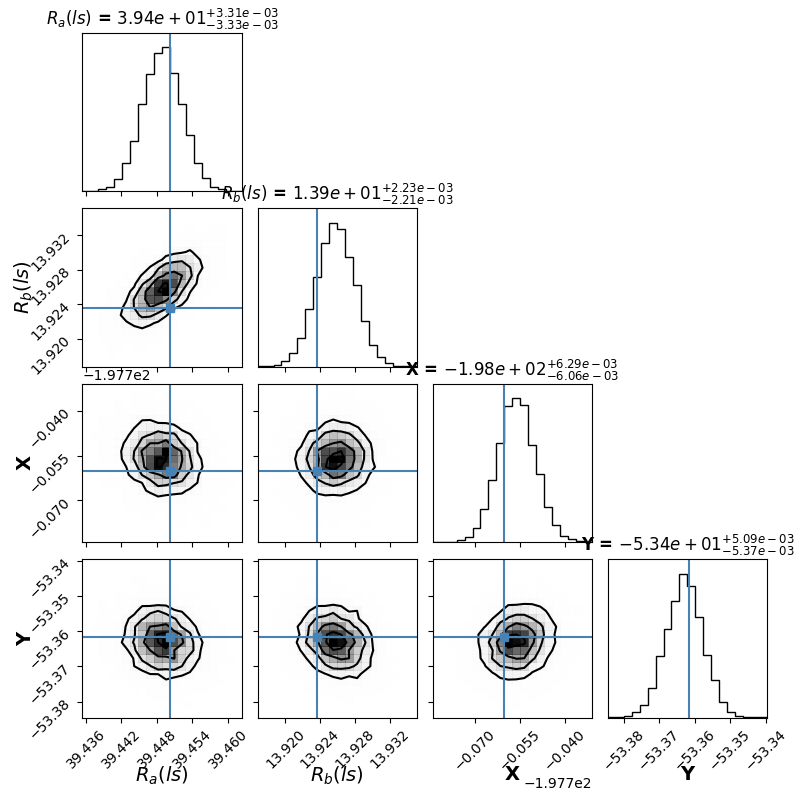 R_a(ls) = 3.94e + 01^{+3.31e−03}_{−3.33e−03}
R_b(ls) = 1.39e + 01^{+2.23e−03}_{−2.21e−03}
R_b(ls)
13.932
13.928
13.924
13.920
−1.977e2
X = −1.98e + 02^{+6.29e−03}_{−6.06e−03}
X
−0.040
−0.055
−0.070
Y = −5.34e + 01^{+5.09e−03}_{−5.37e−03}
Y
−53.34
−53.35
−53.36
−53.37
−53.38
39.436 39.442 39.448 39.454 39.460
13.920 13.924 13.928 13.932
−0.070 −0.055 −0.040
−53.38 −53.37 −53.36 −53.35 −53.34
R_a(ls) R_b(ls) X Y
−1.977e2